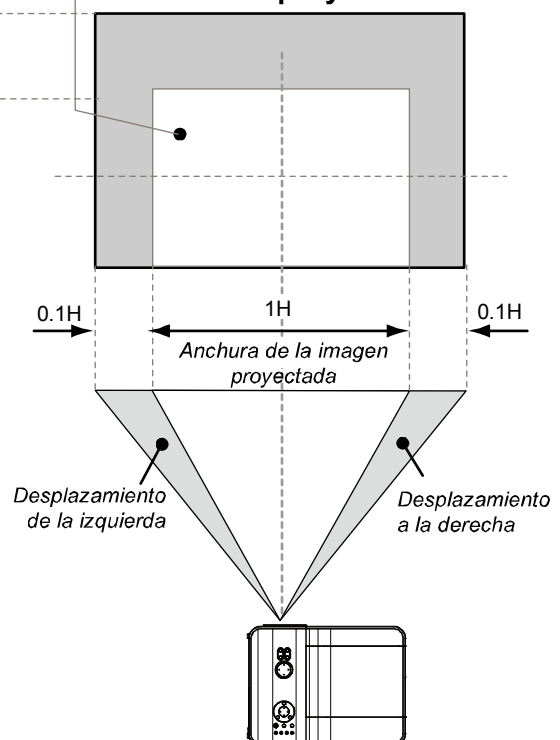 0.1H
1H
0.1H
Anchura de la imagen
proyectada
Desplazamiento
de la izquierda
Desplazamiento
a la derecha